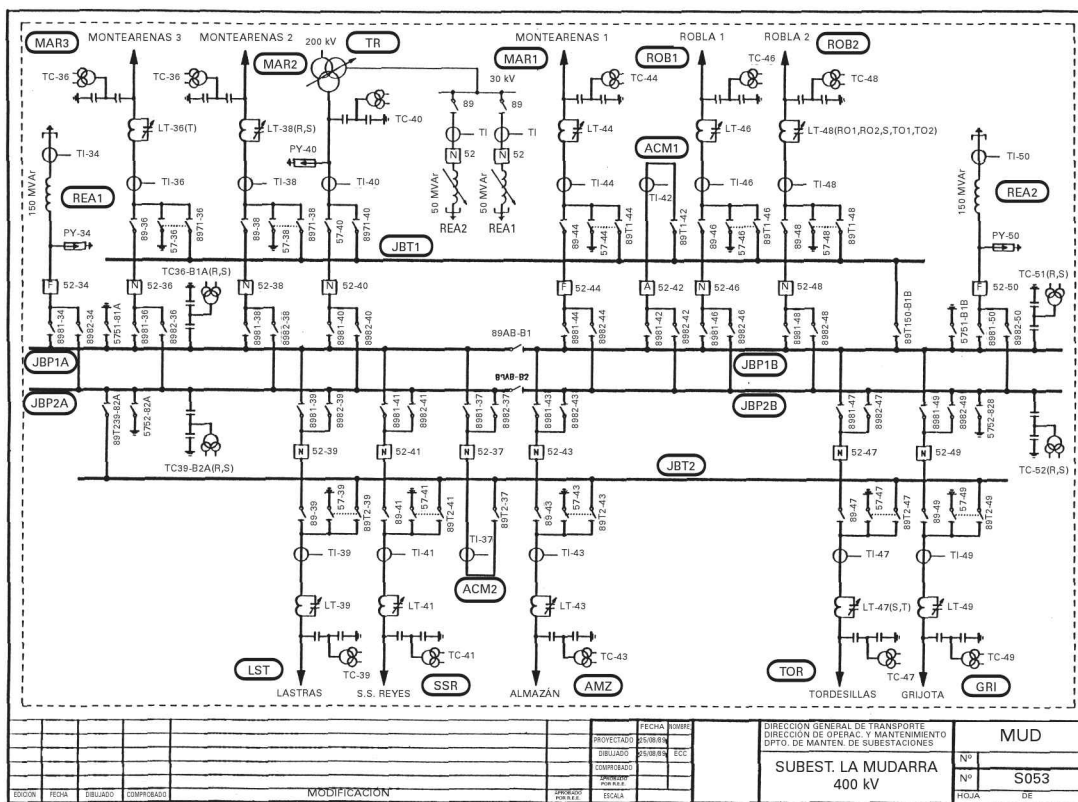 MAR3
MONTEARENAS 3
MONTEARENAS 2
200 kV
TR
MAR2
MONTEARENAS 1
MAR1
ROBLA 1
ROB1
ROBLA 2
ROB2
TC-36
TC-36
TC-40
30 kV
TC-44
TC-46
TC-48
LT-36(T)
LT-38(R,S)
LT-44
LT-46
LT-48(RO1,RO2,S,TO1,TO2)
89
89
TI
TI
N
52
N
52
50 MVAr
50 MVAr
REA2
REA1
TI-34
150 MVAr
REA1
PY-34
TI-36
TI-38
PY-40
TI-40
TI-44
ACM1
TI-42
TI-46
TI-48
TI-50
150 MVAr
REA2
PY-50
89-36
57-36
8971-36
89-38
57-38
8971-38
57-40
8971-40
89-44
57-44
89T1-44
89T1-42
89-46
57-46
89T1-46
89-48
57-48
89T1-48
JBT1
TC36-B1A(R,S)
TC-51(R,S)
F
52-34
N
52-36
N
52-38
N
52-40
F
52-44
A
52-42
N
52-46
N
52-48
F
52-50
8981-34
8982-34
5751-81A
8981-36
8982-36
8981-38
8982-38
8981-40
8982-40
8981-44
8982-44
8981-42
8982-42
8981-46
8982-46
8981-48
8982-48
89T150-B1B
5751-B1B
8981-50
8982-50
89AB-B1
JBP1A
JBP1B
89AB-B2
JBP2A
JBP2B
89T239-82A
5752-82A
8981-39
8982-39
8981-41
8982-41
8981-37
8982-37
8981-43
8982-43
8981-47
8982-47
8981-49
8982-49
5752-828
TC39-B2A(R,S)
TC-52(R,S)
N
52-39
N
52-41
N
52-37
N
52-43
N
52-47
N
52-49
JBT2
89-39
57-39
89T2-39
89-41
57-41
89T2-41
89T2-37
89-43
57-43
89T2-43
89-47
57-47
89T2-47
89-49
57-49
89T2-49
TI-39
TI-41
TI-37
TI-43
TI-47
TI-49
ACM2
LT-39
LT-41
LT-43
LT-47(S,T)
LT-49
TC-39
TC-41
TC-43
TC-47
TC-49
LST
LASTRAS
S.S. REYES
SSR
ALMAZÁN
AMZ
TOR
TORDESILLAS
GRIJOTA
GRI
FECHA
NOMBRE
PROYECTADO
25/08/89
DIBUJADO
25/08/89
ECC
COMPROBADO
APROBADO POR R.E.E.
ESCALA
EDICION
FECHA
DIBUJADO
COMPROBADO
MODIFICACIÓN
APROBADO POR R.E.E.
DIRECCIÓN GENERAL DE TRANSPORTE
DIRECCIÓN DE OPERAC. Y MANTENIMIENTO
DPTO. DE MANTEN. DE SUBESTACIONES
SUBEST. LA MUDARRA
400 kV
MUD
Nº
Nº
S053
HOJA
DE